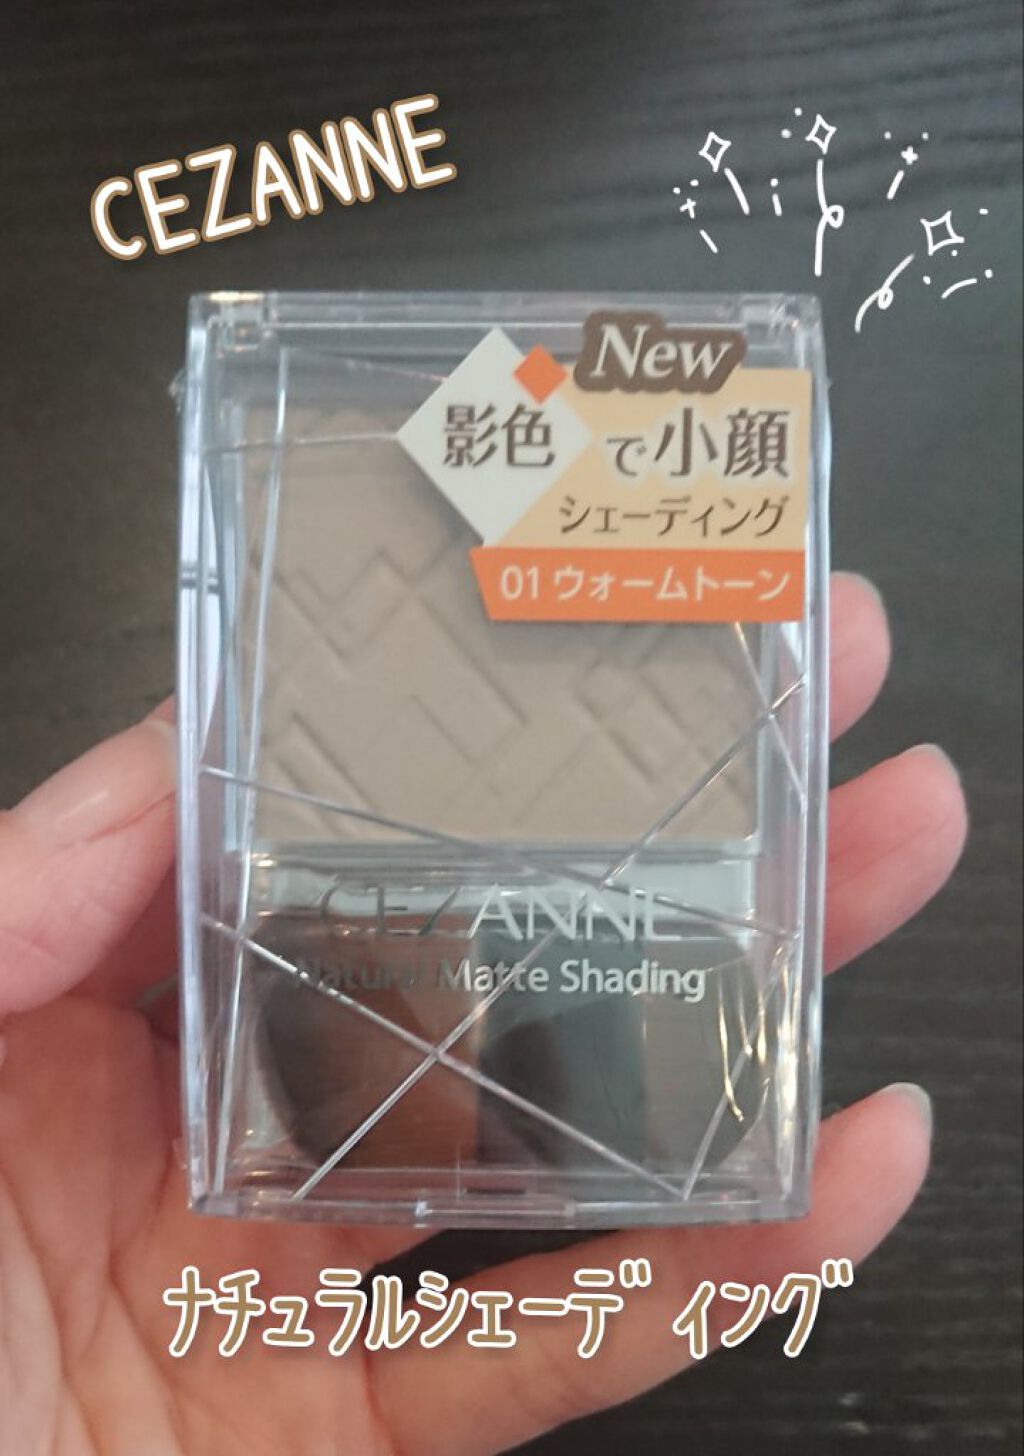 CEZANNE
New
影色で小顔
シェーディング
01 ウォームトーン
CEZANNE
Natural Matte Shading
ナチュラルシェーディング